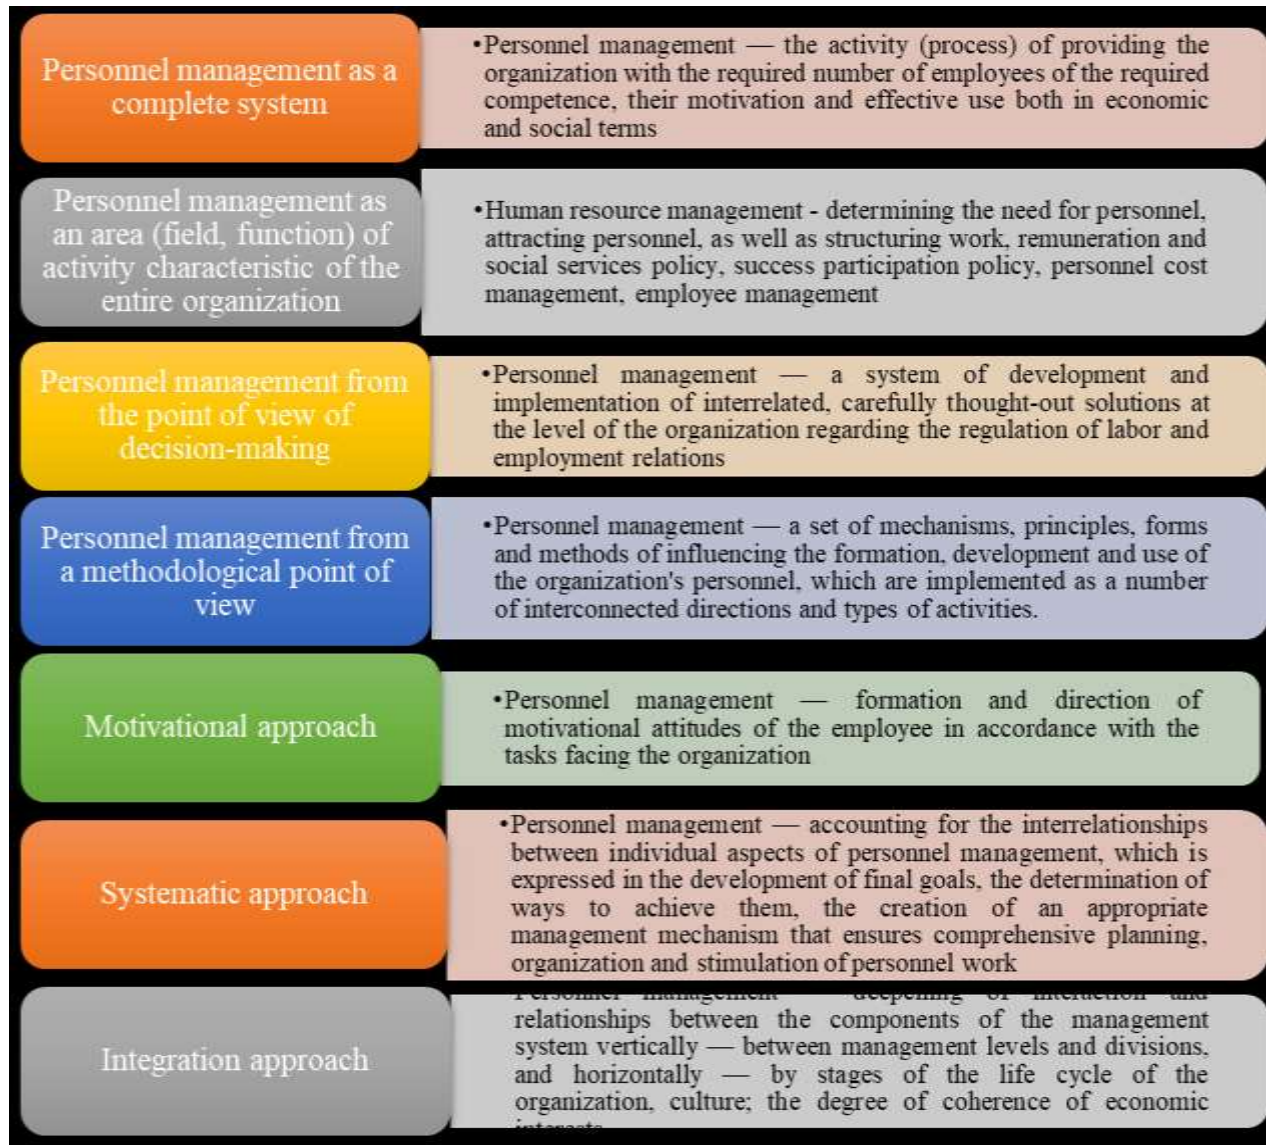 Personnel management as a
complete system
•Personnel management — the activity (process) of providing the
organization with the required number of employees of the required
competence, their motivation and effective use both in economic
and social terms
Personnel management as
an area (field, function) of
activity characteristic of the
entire organization
•Human resource management - determining the need for personnel,
attracting personnel, as well as structuring work, remuneration and
social services policy, success participation policy, personnel cost
management, employee management
Personnel management from
the point of view of
decision-making
•Personnel management — a system of development and
implementation of interrelated, carefully thought-out solutions at
the level of the organization regarding the regulation of labor and
employment relations
Personnel management from
a methodological point of
view
•Personnel management — a set of mechanisms, principles, forms
and methods of influencing the formation, development and use of
the organization's personnel, which are implemented as a number
of interconnected directions and types of activities.
Motivational approach
•Personnel management — formation and direction of
motivational attitudes of the employee in accordance with the
tasks facing the organization
Systematic approach
•Personnel management — accounting for the interrelationships
between individual aspects of personnel management, which is
expressed in the development of final goals, the determination of
ways to achieve them, the creation of an appropriate
management mechanism that ensures comprehensive planning,
organization and stimulation of personnel work
Integration approach
Personnel management — deepening of interaction and
relationships between the components of the management
system vertically — between management levels and divisions,
and horizontally — by stages of the life cycle of the
organization, culture; the degree of coherence of economic
interests